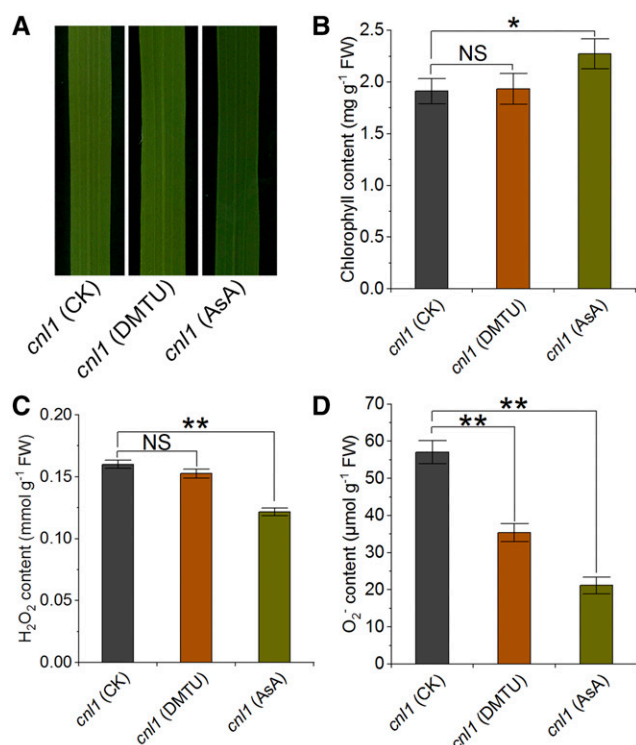 A
cnl1 (CK)
cnl1 (DMTU)
cnl1 (AsA)
B
Chlorophyll content (mg g⁻¹ FW)
2.5
2.0
1.5
1.0
0.5
0.0
*
NS
cnl1 (CK)
cnl1 (DMTU)
cnl1 (AsA)
C
H₂O₂ content (mmol g⁻¹ FW)
0.20
0.15
0.10
0.05
0.00
**
NS
cnl1 (CK)
cnl1 (DMTU)
cnl1 (AsA)
D
O₂⁻ content (µmol g⁻¹ FW)
70
60
50
40
30
20
10
0
**
**
cnl1 (CK)
cnl1 (DMTU)
cnl1 (AsA)